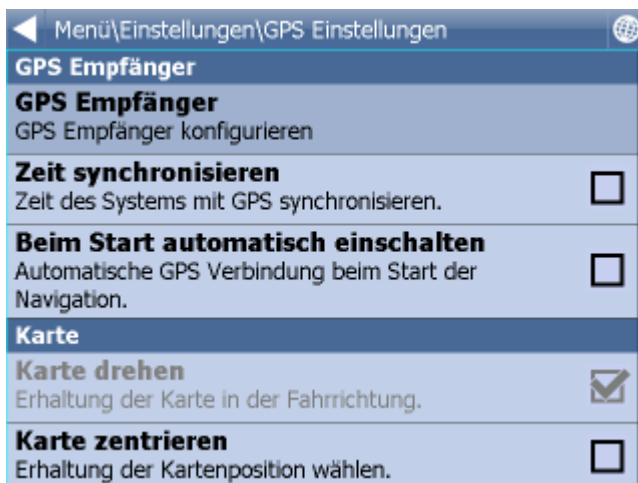 Menü\Einstellungen\GPS Einstellungen
GPS Empfänger
GPS Empfänger
GPS Empfänger konfigurieren
Zeit synchronisieren
Zeit des Systems mit GPS synchronisieren.
Beim Start automatisch einschalten
Automatische GPS Verbindung beim Start der
Navigation.
Karte
Karte drehen
Erhaltung der Karte in der Fahrrichtung.
Karte zentrieren
Erhaltung der Kartenposition wählen.